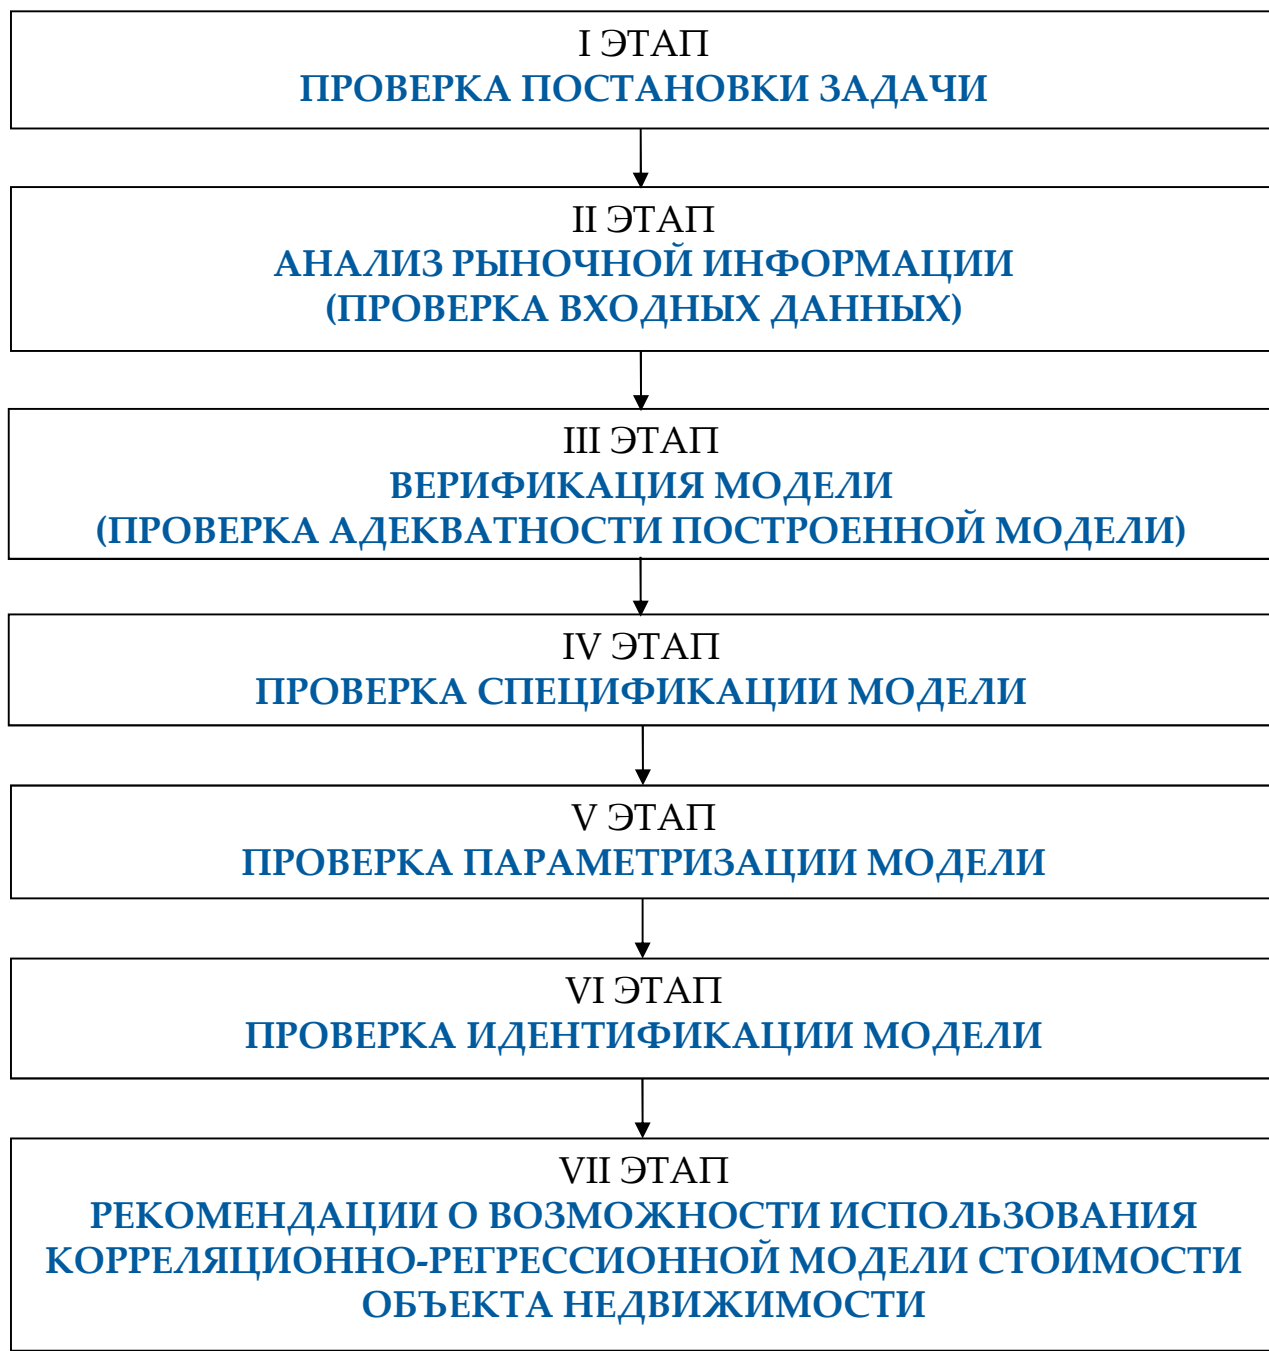 I ЭТАП
ПРОВЕРКА ПОСТАНОВКИ ЗАДАЧИ
II ЭТАП
АНАЛИЗ РЫНОЧНОЙ ИНФОРМАЦИИ
(ПРОВЕРКА ВХОДНЫХ ДАННЫХ)
III ЭТАП
ВЕРИФИКАЦИЯ МОДЕЛИ
(ПРОВЕРКА АДЕКВАТНОСТИ ПОСТРОЕННОЙ МОДЕЛИ)
IV ЭТАП
ПРОВЕРКА СПЕЦИФИКАЦИИ МОДЕЛИ
V ЭТАП
ПРОВЕРКА ПАРАМЕТРИЗАЦИИ МОДЕЛИ
VI ЭТАП
ПРОВЕРКА ИДЕНТИФИКАЦИИ МОДЕЛИ
VII ЭТАП
РЕКОМЕНДАЦИИ О ВОЗМОЖНОСТИ ИСПОЛЬЗОВАНИЯ
КОРРЕЛЯЦИОННО-РЕГРЕССИОННОЙ МОДЕЛИ СТОИМОСТИ
ОБЪЕКТА НЕДВИЖИМОСТИ